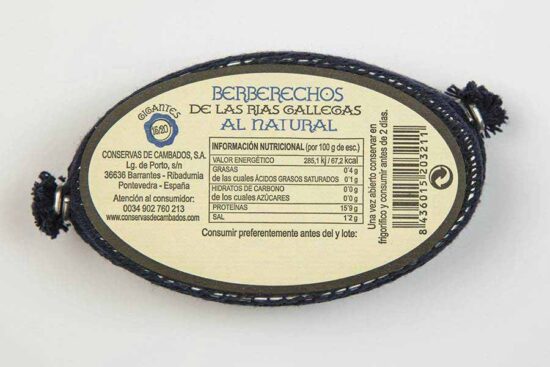 BERBERECHOS
DE LAS RIAS GALLEGAS
AL NATURAL
GIGANTES
16/20
CONSERVAS DE CAMBADOS, S.A.
Lg. de Porto, s/n
36636 Barrantes - Ribadumia
Pontevedra - España
Atención al consumidor:
0034 902 760 213
www.conservasdecambados.com
INFORMACIÓN NUTRICIONAL (por 100 g de esc.)
VALOR ENERGÉTICO 285,1 kJ / 67,2 kcal
GRASAS 0'4 g
de las cuales ÁCIDOS GRASOS SATURADOS 0'1 g
HIDRATOS DE CARBONO 0'0 g
de los cuales AZÚCARES 0'0 g
PROTEÍNAS 15'9 g
SAL 1'2 g
Consumir preferentemente antes del y lote:
Una vez abierto conservar en
frigorífico y consumir antes de 2 días.
8 436015 203211